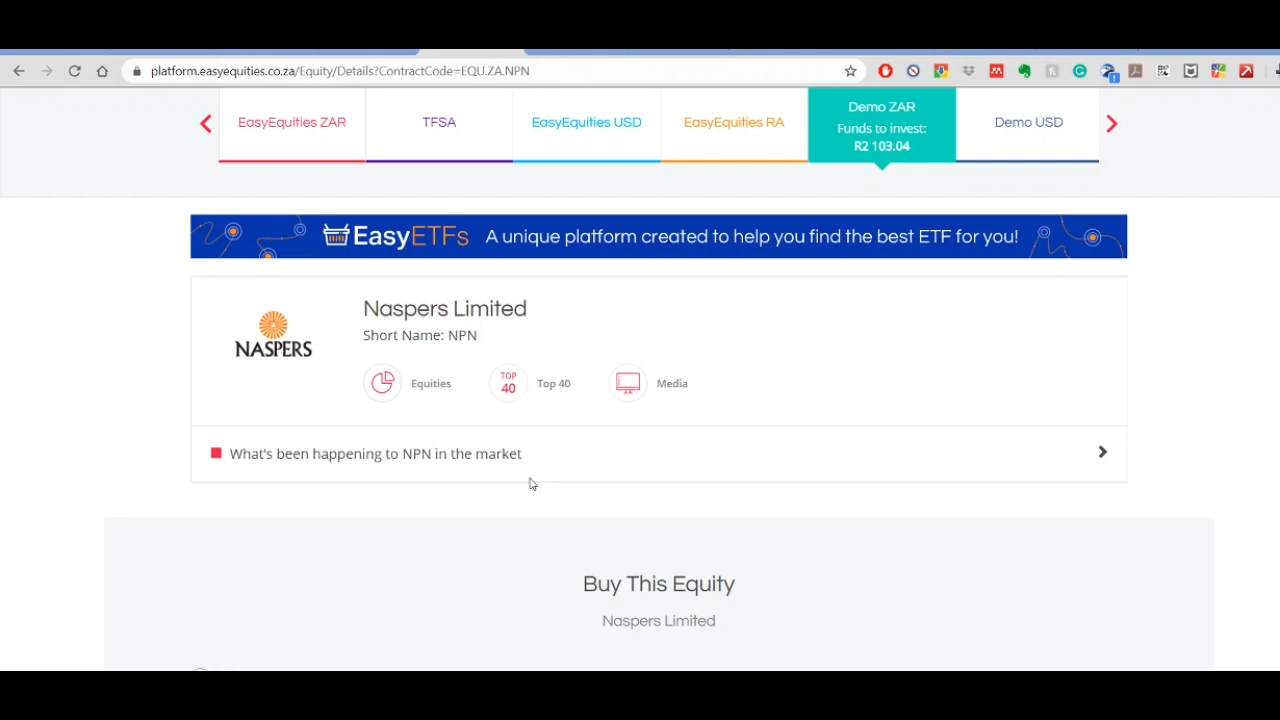 platform.easyequities.co.za/Equity/Details?ContractCode=EQU.ZA.NPN
EasyEquities ZAR
TFSA
EasyEquities USD
EasyEquities RA
Demo ZAR
Funds to invest:
R2 103.04
Demo USD
EasyETFs A unique platform created to help you find the best ETF for you!
NASPERS
Naspers Limited
Short Name: NPN
Equities
TOP
40
Top 40
Media
What's been happening to NPN in the market
Buy This Equity
Naspers Limited